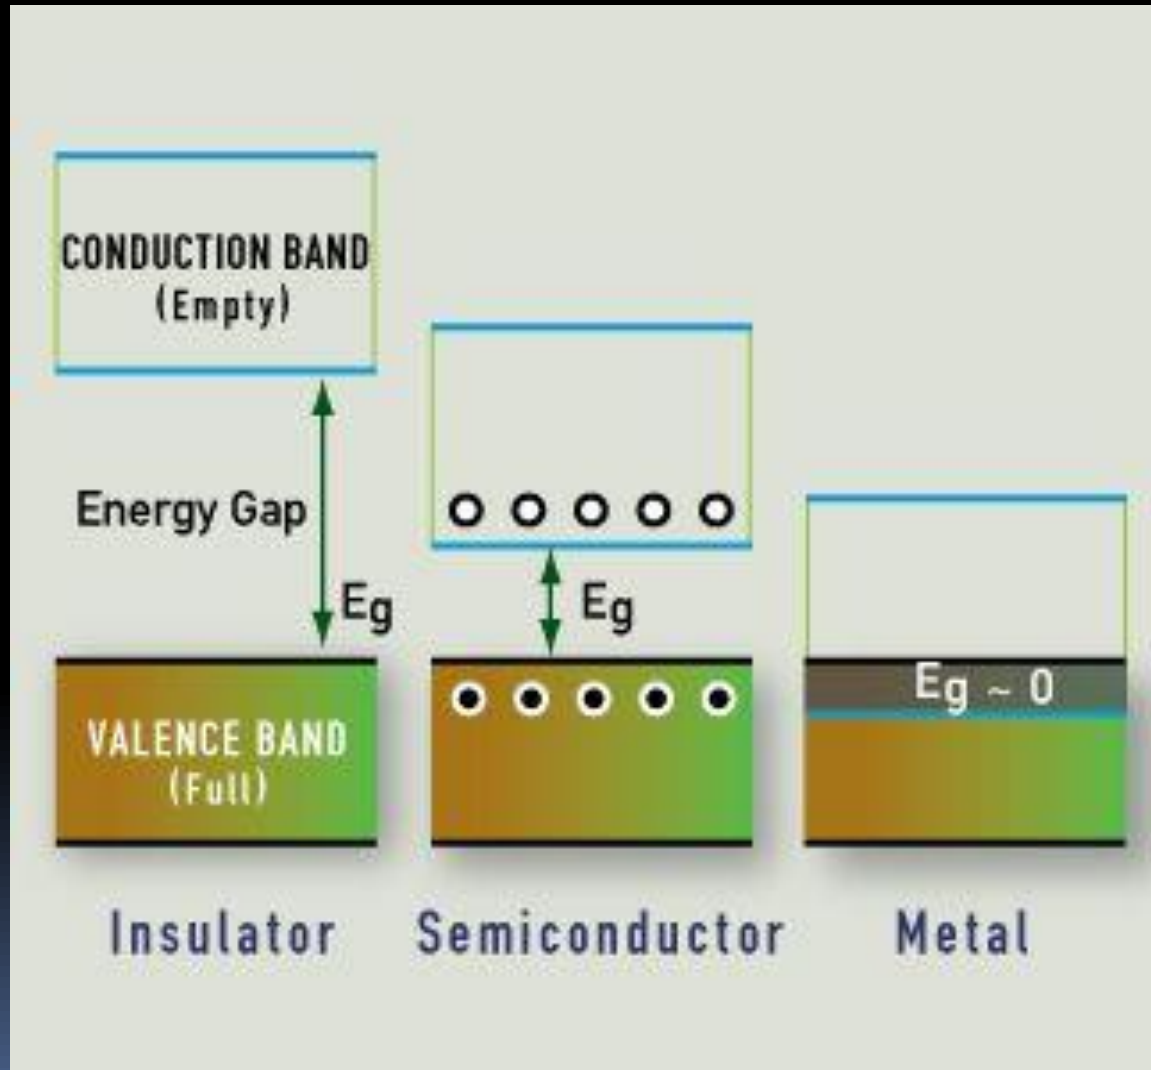 CONDUCTION BAND
(Empty)
Energy Gap
Eg
VALENCE BAND
(Full)
Insulator
Eg
Semiconductor
Eg ~ 0
Metal